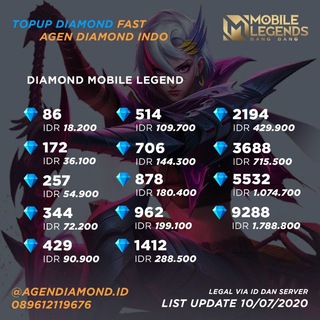 TOPUP DIAMOND FAST
AGEN DIAMOND INDO
MOBILE
LEGENDS
BANG BANG
DIAMOND MOBILE LEGEND
86
IDR 18.200
172
IDR 36.100
257
IDR 54.900
344
IDR 72.200
429
IDR 90.900
514
IDR 109.700
706
IDR 144.300
878
IDR 180.400
962
IDR 199.100
1412
IDR 288.500
2194
IDR 429.900
3688
IDR 715.500
5532
IDR 1.074.700
9288
IDR 1.788.800
@AGENDIAMOND.ID
089612119676
LEGAL VIA ID DAN SERVER
LIST UPDATE 10/07/2020